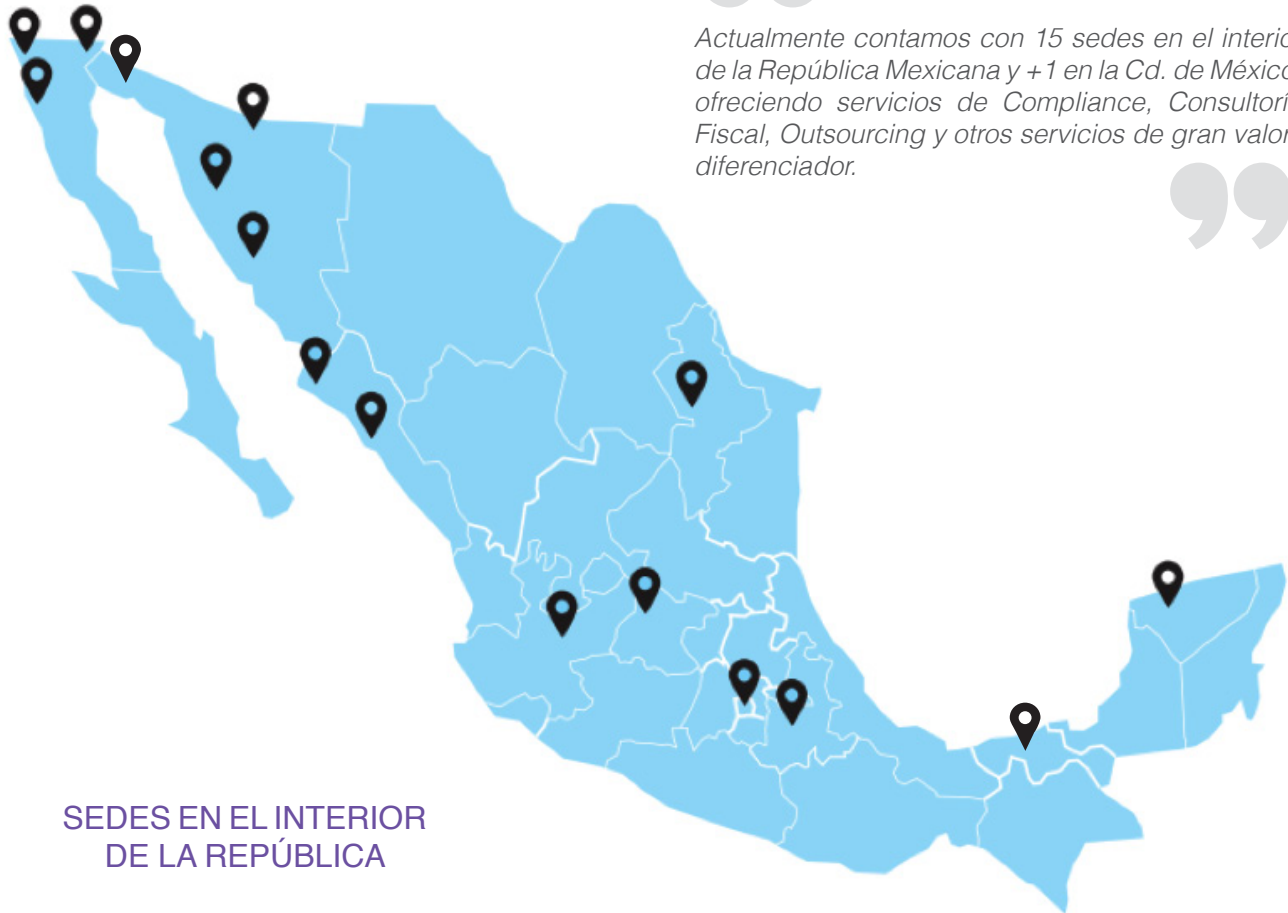 Actualmente contamos con 15 sedes en el interio
de la República Mexicana y +1 en la Cd. de México
ofreciendo servicios de Compliance, Consultorí
Fiscal, Outsourcing y otros servicios de gran valor
diferenciador.
”
SEDES EN EL INTERIOR
DE LA REPÚBLICA